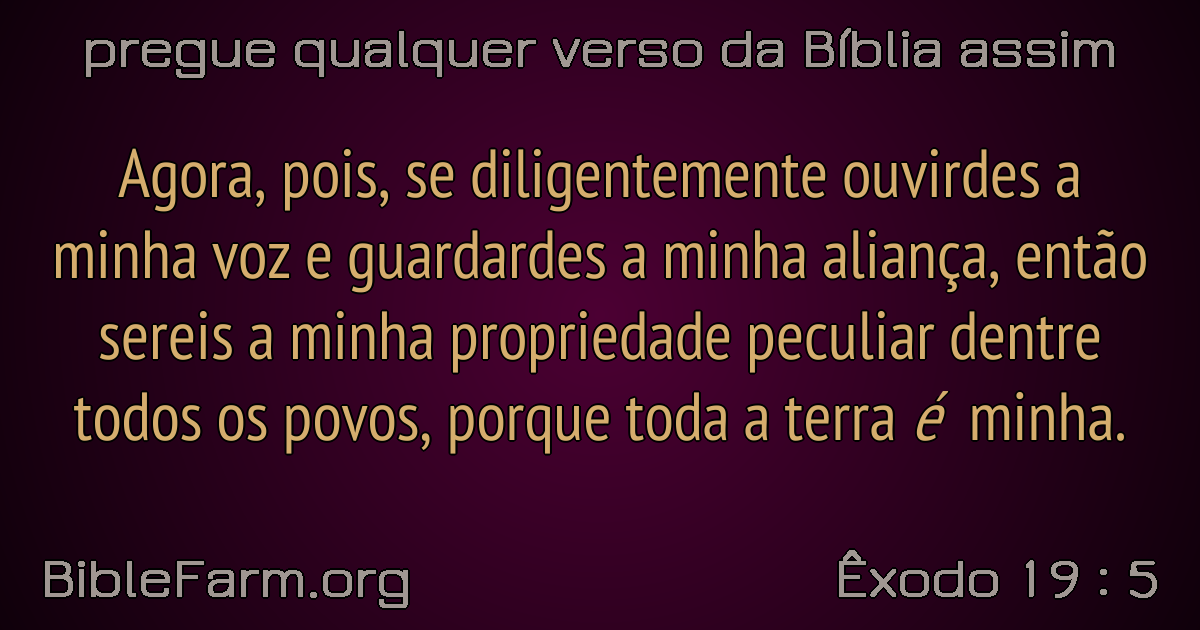 pregue qualquer verso da Bíblia assim
Agora, pois, se diligentemente ouvirdes a
minha voz e guardardes a minha aliança, então
sereis a minha propriedade peculiar dentre
todos os povos, porque toda a terra é minha.
BibleFarm.org
Êxodo 19 : 5